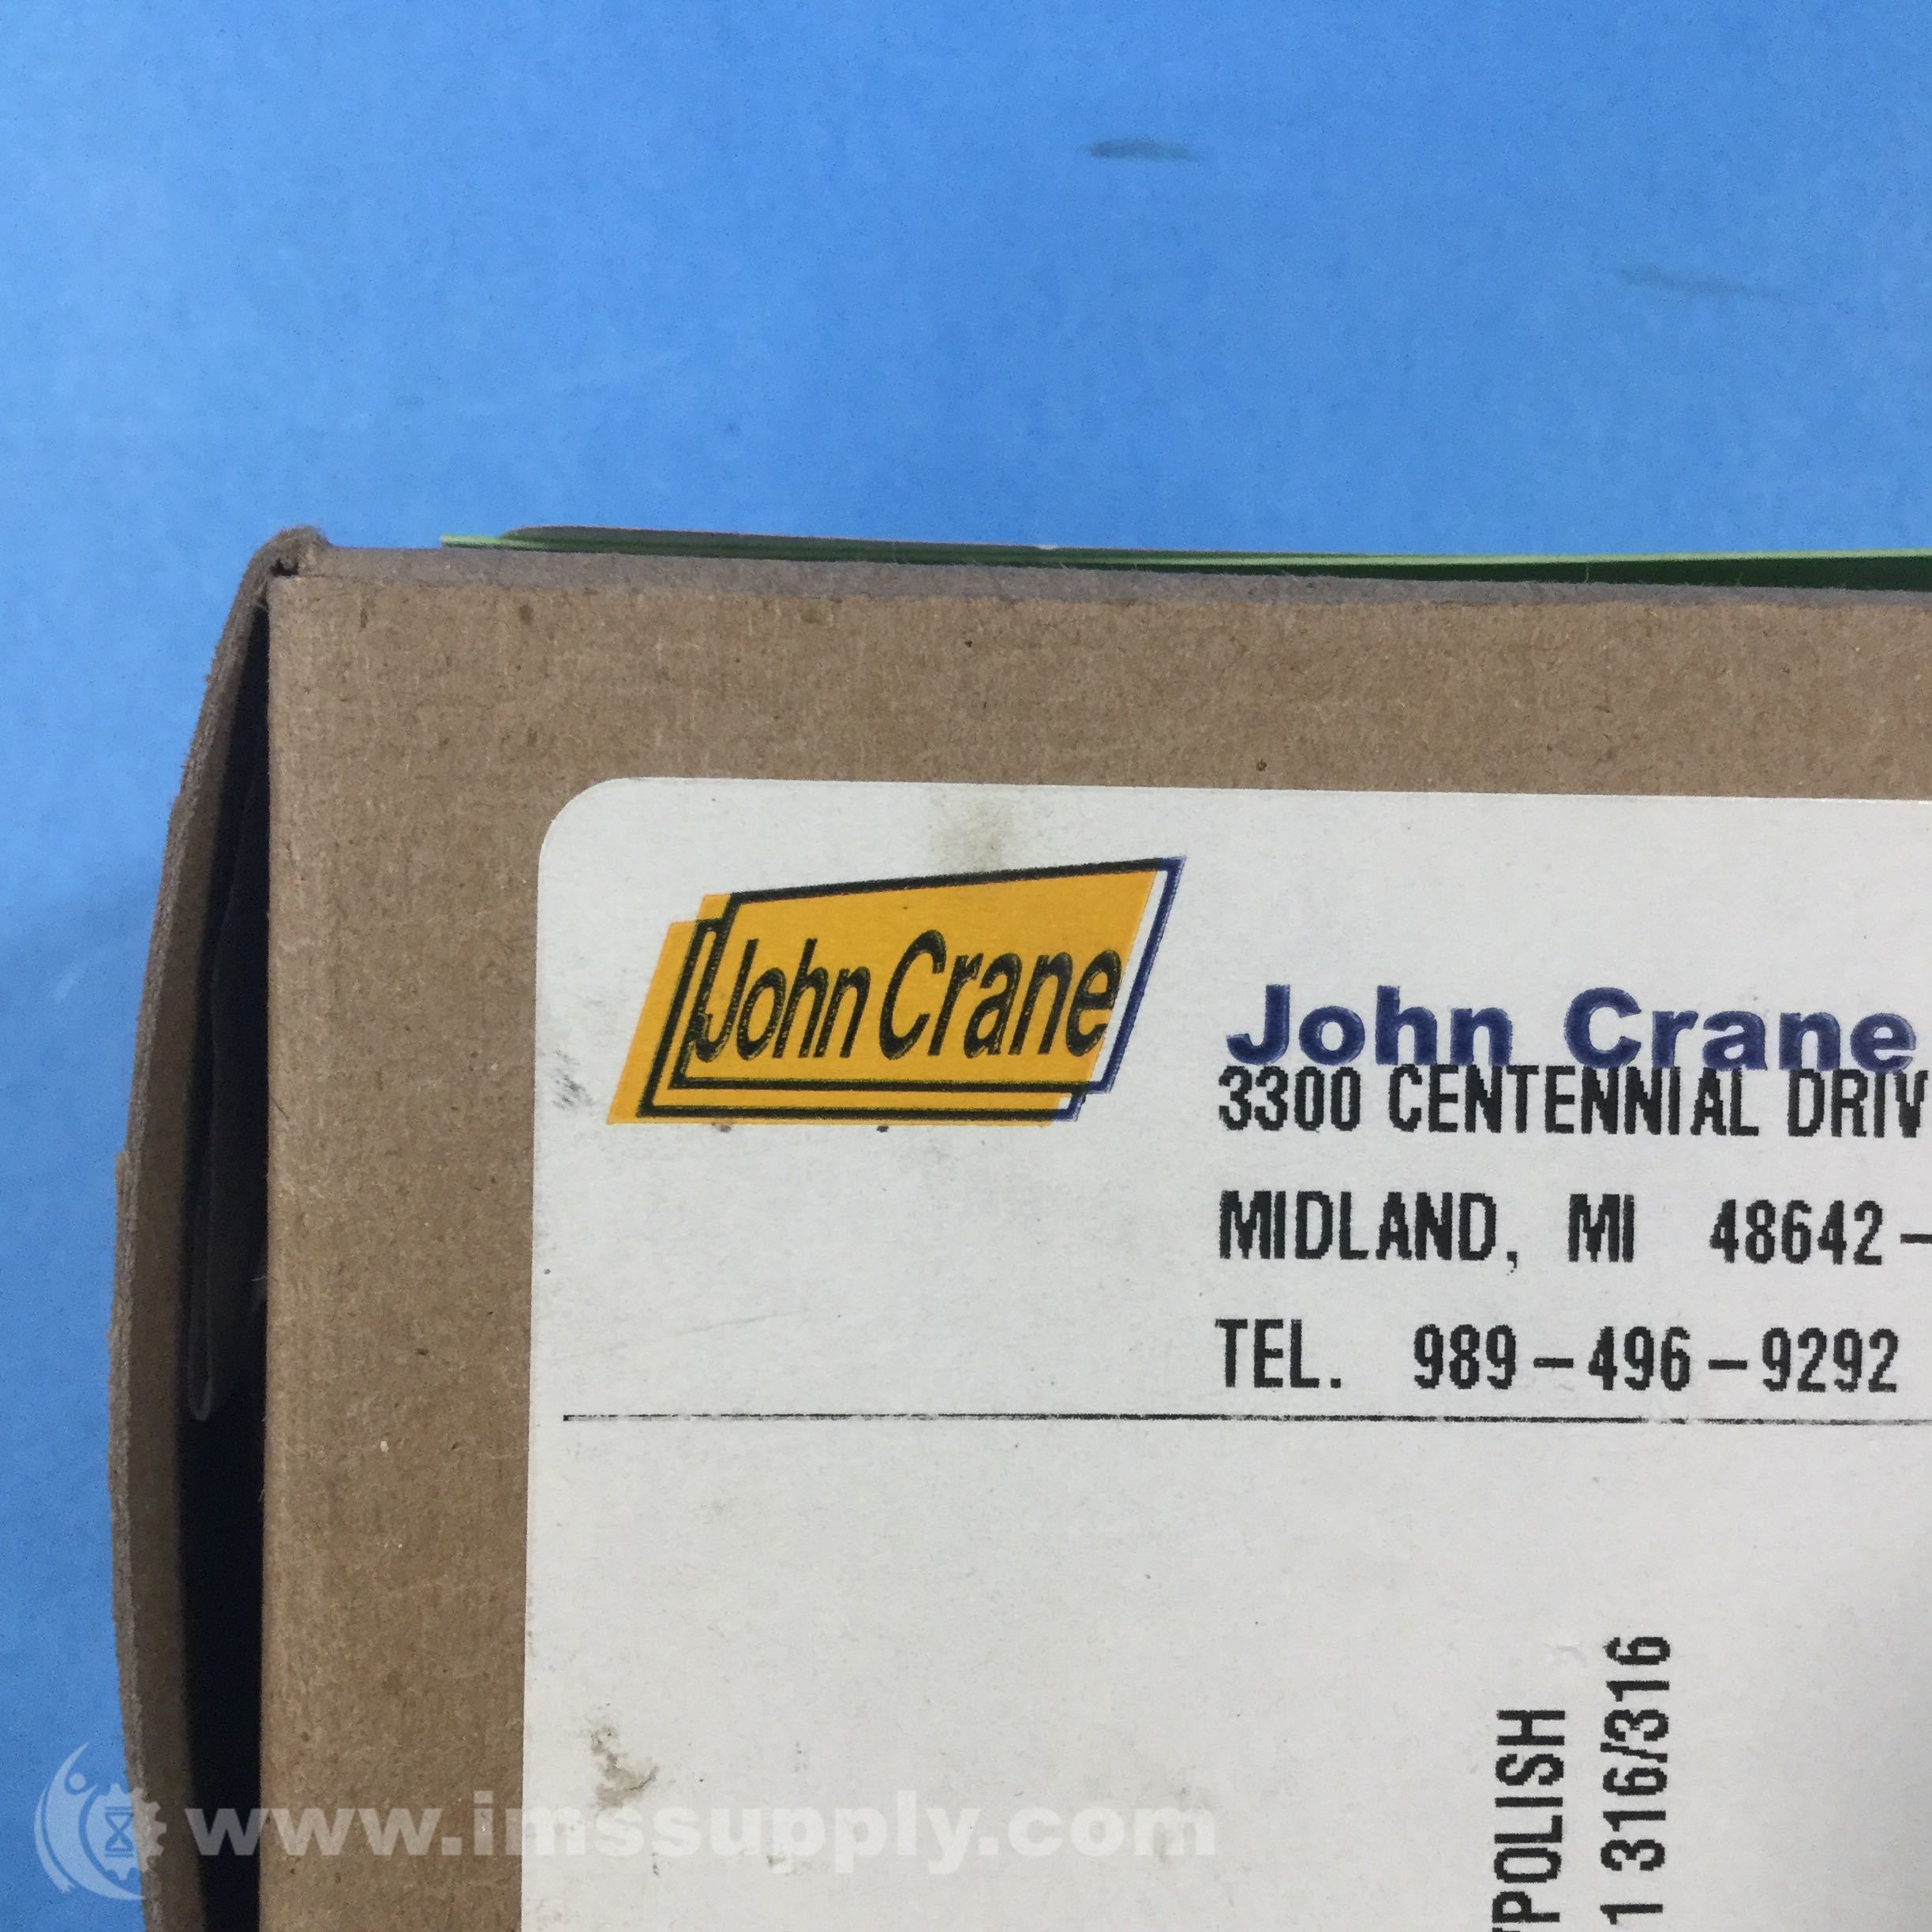 John Crane
John Crane
3300 CENTENNIAL DRIV
MIDLAND, MI 48642-
TEL. 989-496-9292
POLISH
1 316/316
www.imssupply.com